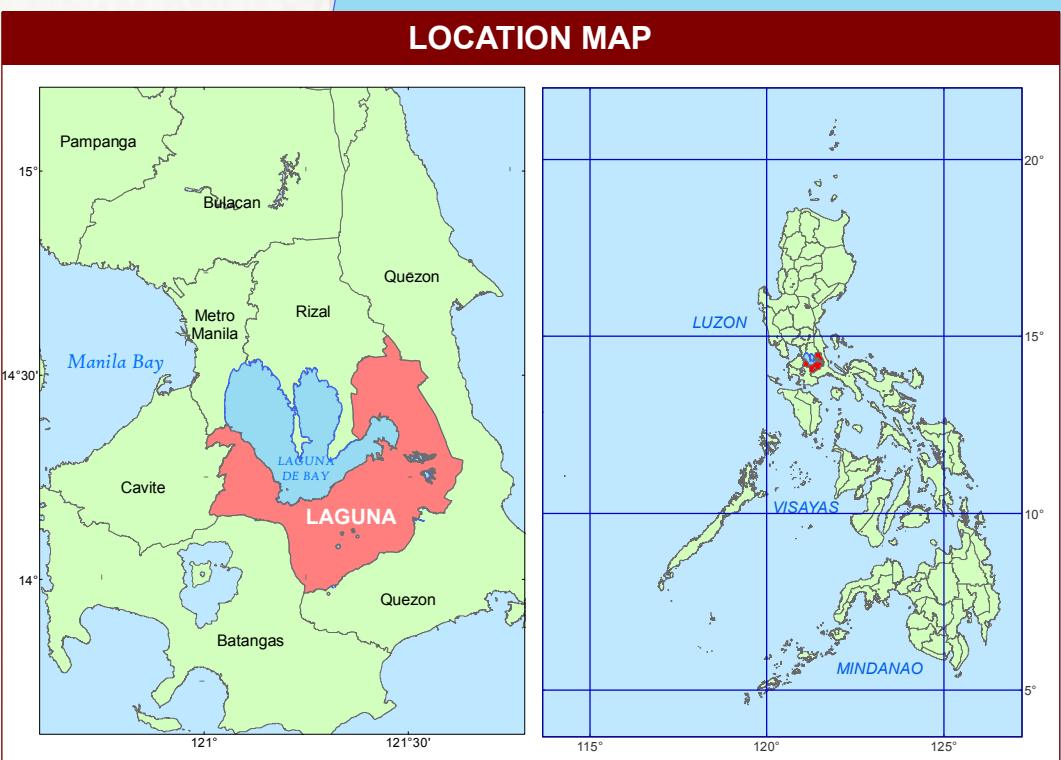 LOCATION MAP
Pampanga
15°
Bulacan
Quezon
Metro
Manila
Rizal
Manila Bay
14°30'
LAGUNA
DE BAY
Cavite
LAGUNA
14°
Quezon
Batangas
121°
121°30'
20°
LUZON
15°
VISAYAS
10°
MINDANAO
5°
115°
120°
125°